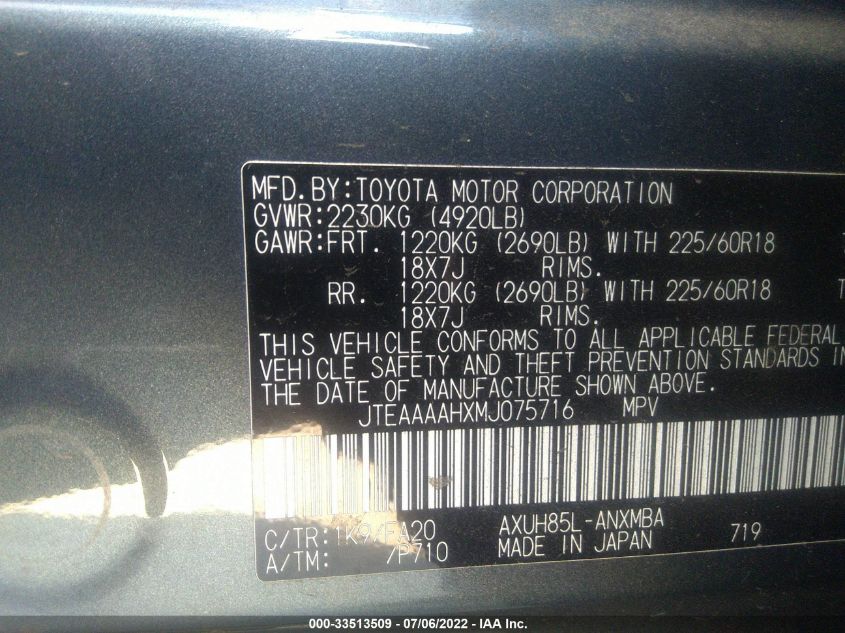 MFD.BY:TOYOTA MOTOR CORPORATION
GVWR:2230KG (4920LB)
GAWR:FRT. 1220KG (2690LB) WITH 225/60R18
18X7J RIMS.
RR. 1220KG (2690LB) WITH 225/60R18
18X7J RIMS.
THIS VEHICLE CONFORMS TO ALL APPLICABLE FEDERAL
VEHICLE SAFETY AND THEFT PREVENTION STANDARDS IN
THE DATE OF MANUFACTURE SHOWN ABOVE.
JTEAAAAHXMJ075716 MPV
C/TR:1K9/FA20 AXUH85L-ANXMBA
A/TM: /P710 MADE IN JAPAN 719
000-33513509 - 07/06/2022 - IAA Inc.